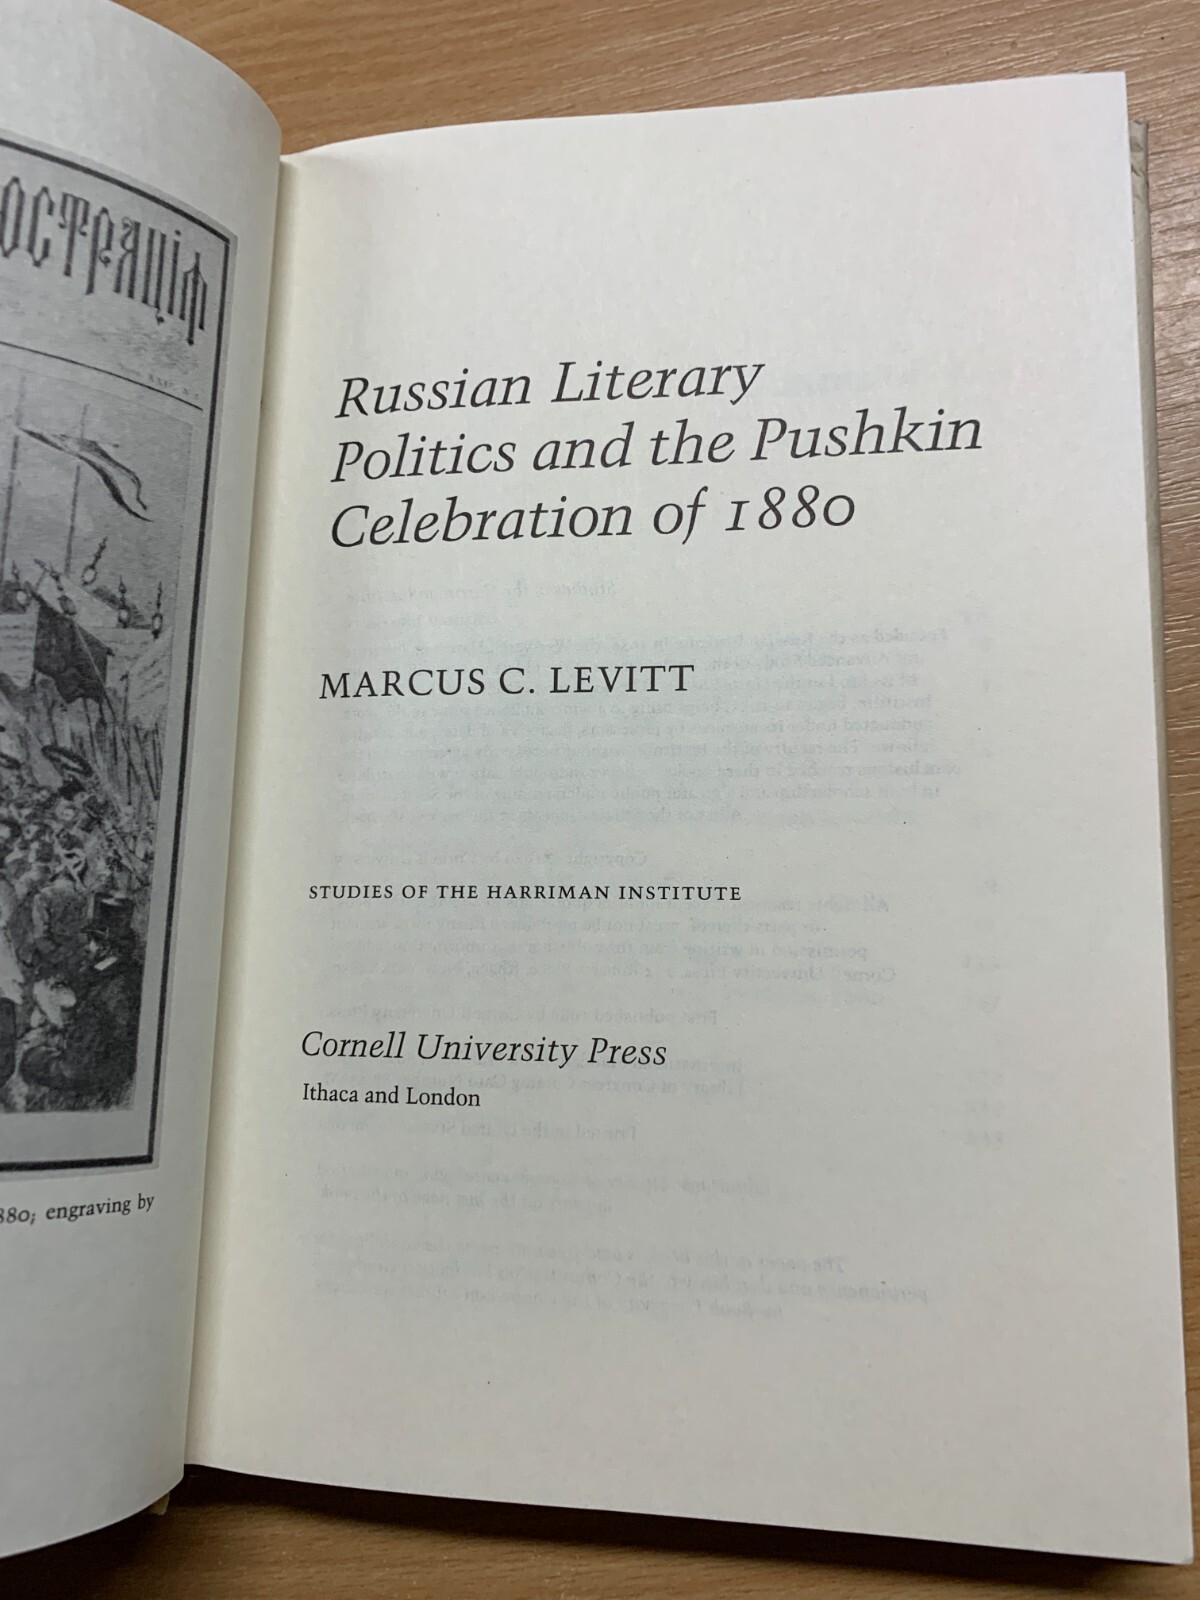 ОСТРАЦІЯ
880; engraving by
Russian Literary
Politics and the Pushkin
Celebration of 1880
MARCUS C. LEVITT
STUDIES OF THE HARRIMAN INSTITUTE
Cornell University Press
Ithaca and London